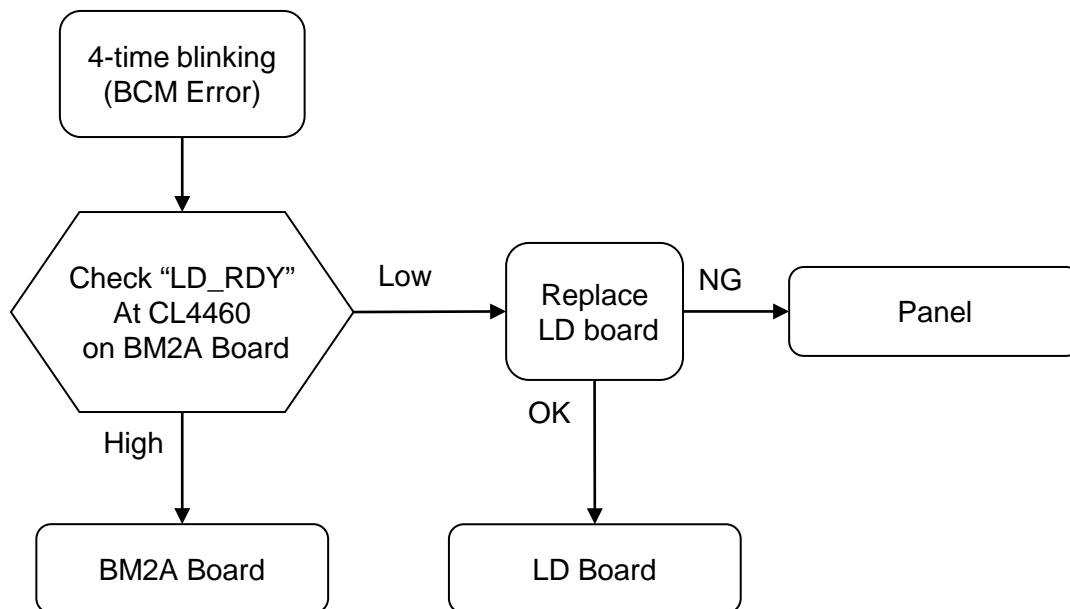 4-time blinking
(BCM Error)
Check “LD_RDY”
At CL4460
on BM2A Board
Low
Replace
LD board
NG
Panel
High
OK
BM2A Board
LD Board